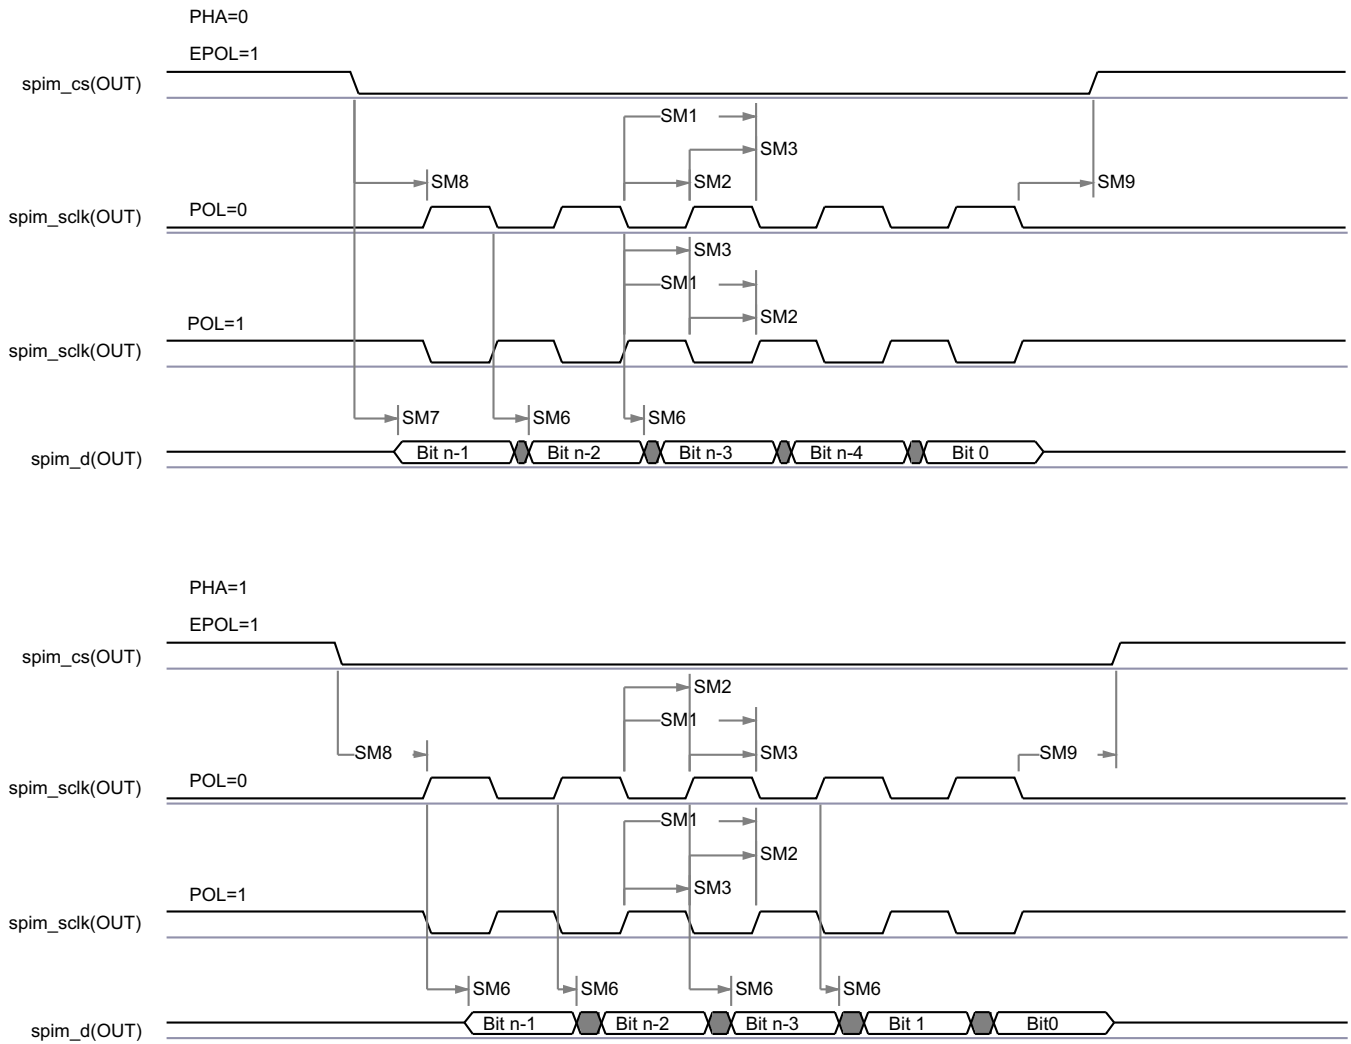 PHA=0
EPOL=1
spim_cs(OUT)
SM1
SM3
SM8
SM2
SM9
spim_sclk(OUT)
POL=0
SM3
SM1
SM2
POL=1
spim_sclk(OUT)
SM7
SM6
SM6
spim_d(OUT)
Bit n-1
Bit n-2
Bit n-3
Bit n-4
Bit 0
PHA=1
EPOL=1
spim_cs(OUT)
SM2
SM1
SM8
SM3
SM9
POL=0
spim_sclk(OUT)
SM1
SM2
SM3
POL=1
spim_sclk(OUT)
SM6
SM6
SM6
SM6
spim_d(OUT)
Bit n-1
Bit n-2
Bit n-3
Bit 1
Bit0